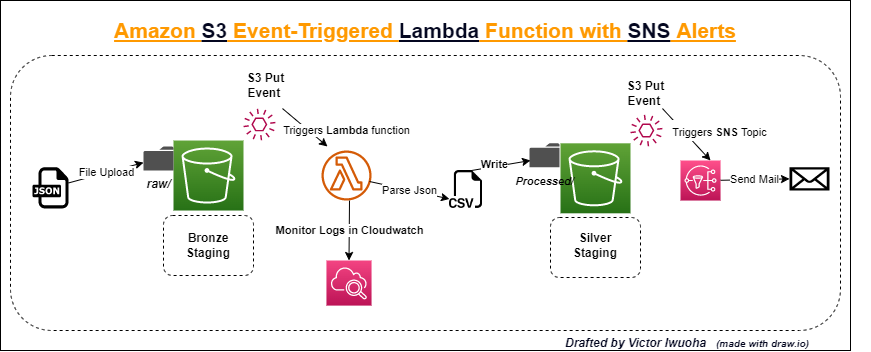 Amazon S3 Event-Triggered Lambda Function with SNS Alerts
S3 Put
Event
Triggers Lambda function
S3 Put
Event
Triggers SNS Topic
JSON
File Upload
raw/
Parse Json
CSV
Write
Processed/
Send Mail
Bronze
Staging
Monitor Logs in Cloudwatch
Silver
Staging
Drafted by Victor Iwuoha (made with draw.io)